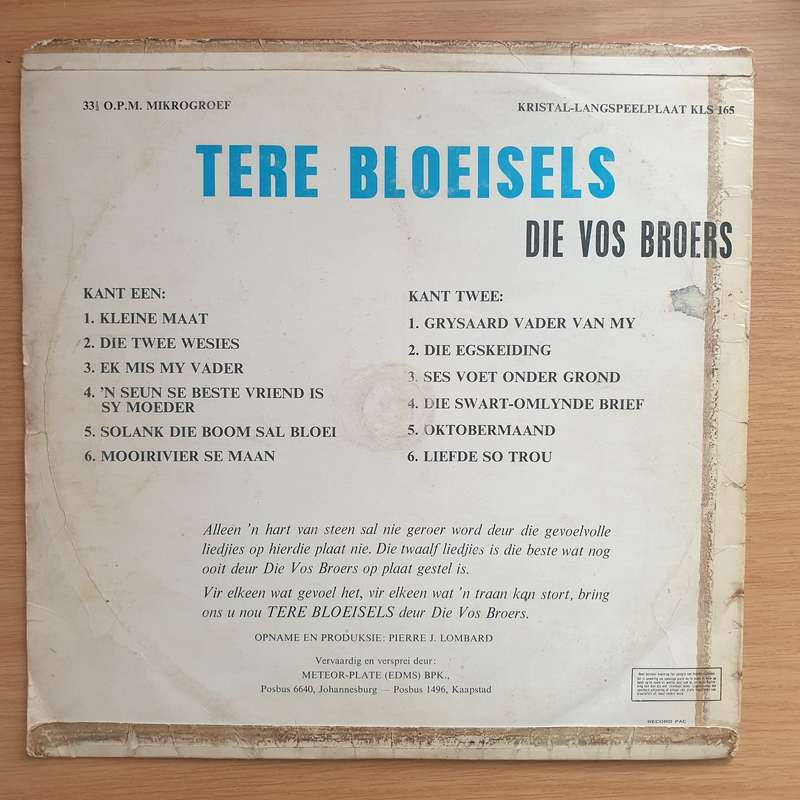 33⅓ O.P.M. MIKROGROEF
KRISTAL-LANGSPEELPLAAT KLS 165
TERE BLOEISELS
DIE VOS BROERS
KANT EEN:
1. KLEINE MAAT
2. DIE TWEE WESIES
3. EK MIS MY VADER
4. 'N SEUN SE BESTE VRIEND IS
SY MOEDER
5. SOLANK DIE BOOM SAL BLOEI
6. MOOIRIVIER SE MAAN
KANT TWEE:
1. GRYSAARD VADER VAN MY
2. DIE EGSKEIDING
3. SES VOET ONDER GROND
4. DIE SWART-OMLYNDE BRIEF
5. OKTOBERMAAND
6. LIEFDE SO TROU
Alleen 'n hart van steen sal nie geroer word deur die gevoelvolle
liedjies op hierdie plaat nie. Die twaalf liedjies is die beste wat nog
ooit deur Die Vos Broers op plaat gestel is.
Vir elkeen wat gevoel het, vir elkeen wat 'n traan kan stort, bring
ons u nou TERE BLOEISELS deur Die Vos Broers.
OPNAME EN PRODUKSIE: PIERRE J. LOMBARD
Vervaardig en versprei deur:
METEOR-PLATE (EDMS) BPK.,
Posbus 6640, Johannesburg — Posbus 1496, Kaapstad
RECORD PAC